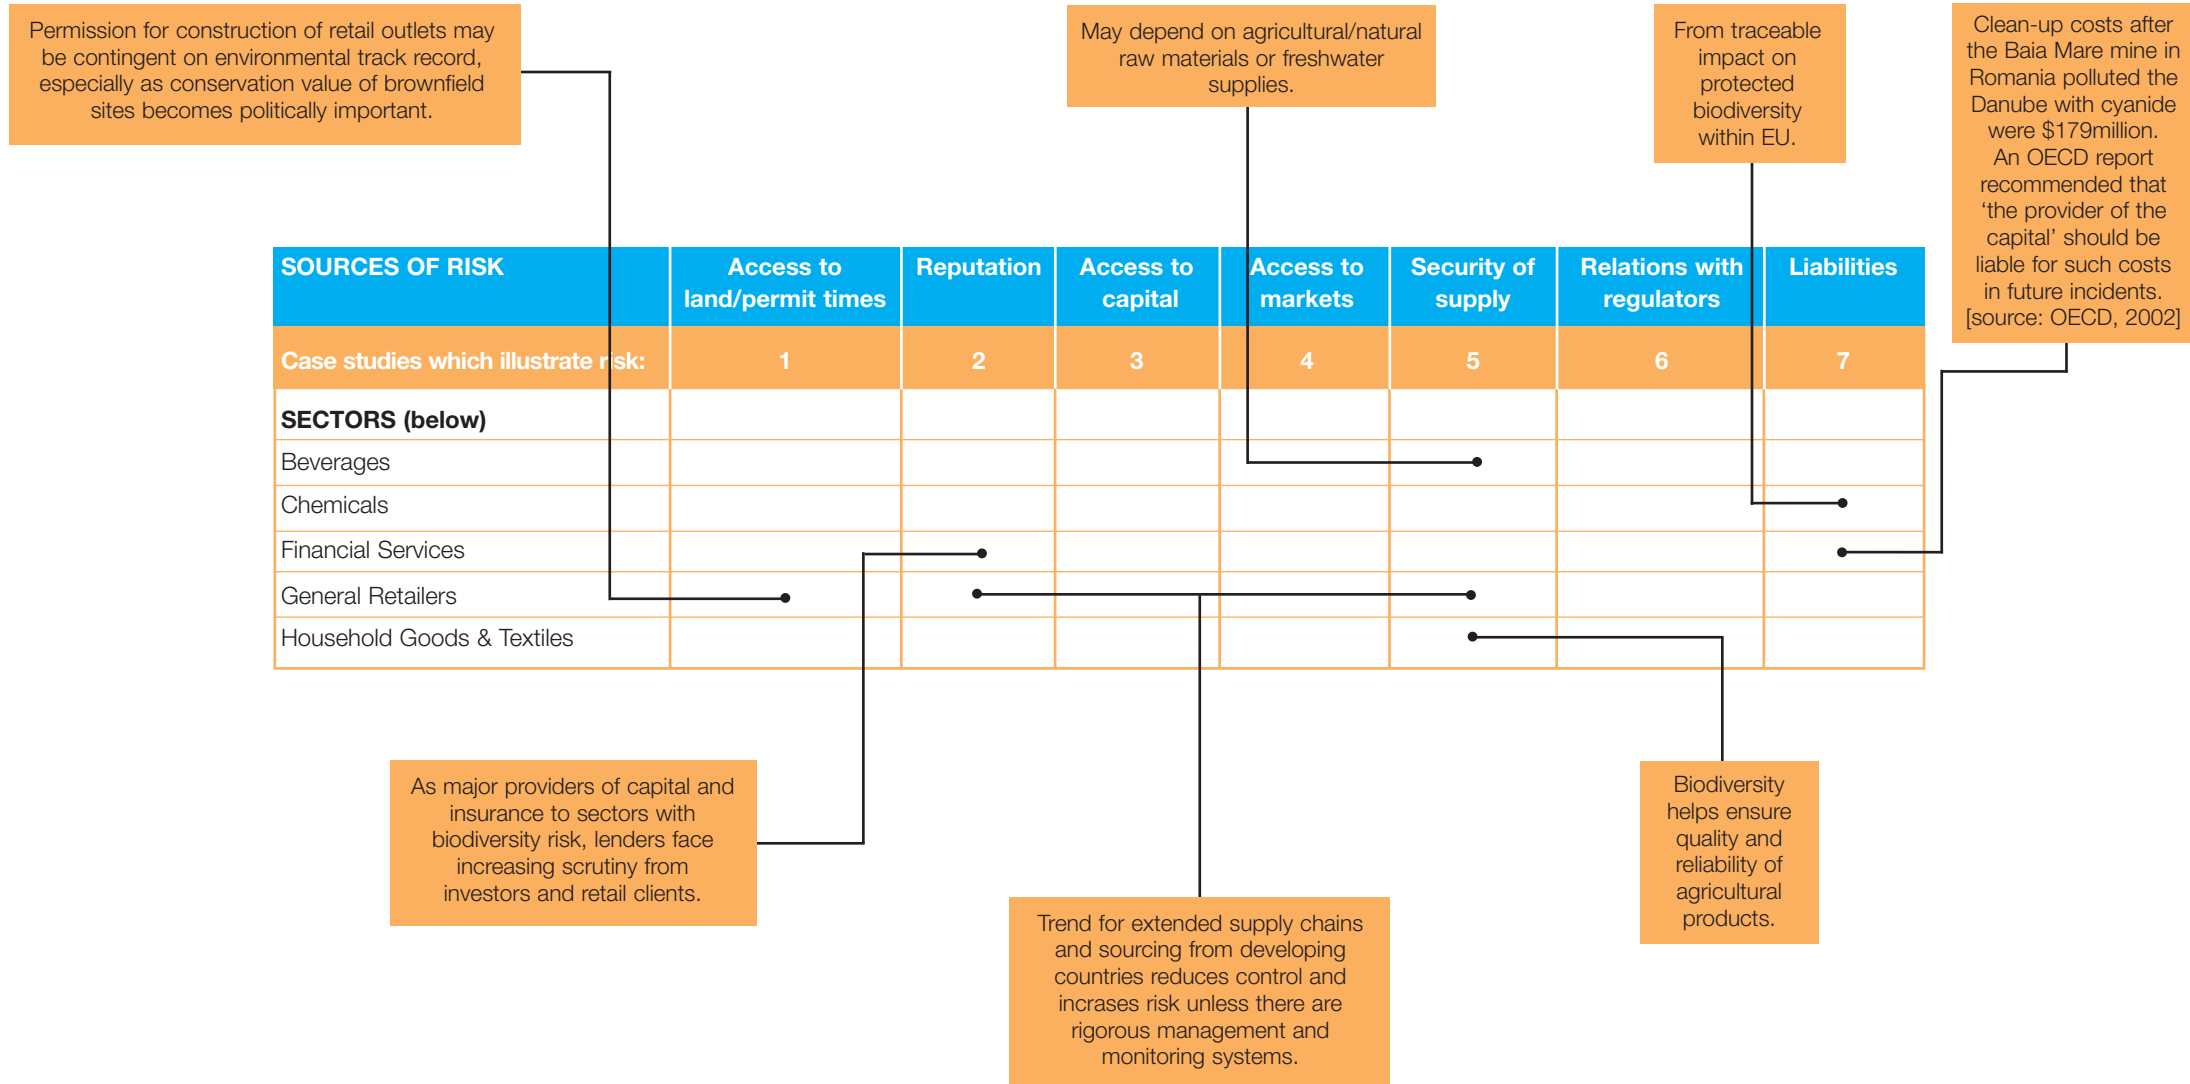 Permission for construction of retail outlets may
be contingent on environmental track record,
especially as conservation value of brownfield
sites becomes politically important.
May depend on agricultural/natural
raw materials or freshwater
supplies.
From traceable
impact on
protected
biodiversity
within EU.
Clean-up costs after
the Baia Mare mine in
Romania polluted the
Danube with cyanide
were $179million.
An OECD report
recommended that
‘the provider of the
capital’ should be
liable for such costs
in future incidents.
[source: OECD, 2002]
SOURCES OF RISK
Access to
land/permit times
Reputation
Access to
capital
Access to
markets
Security of
supply
Relations with
regulators
Liabilities
Case studies which illustrate risk: 1 2 3 4 5 6 7
SECTORS (below)
Beverages
Chemicals
Financial Services
General Retailers
Household Goods & Textiles
As major providers of capital and
insurance to sectors with
biodiversity risk, lenders face
increasing scrutiny from
investors and retail clients.
Trend for extended supply chains
and sourcing from developing
countries reduces control and
incrases risk unless there are
rigorous management and
monitoring systems.
Biodiversity
helps ensure
quality and
reliability of
agricultural
products.